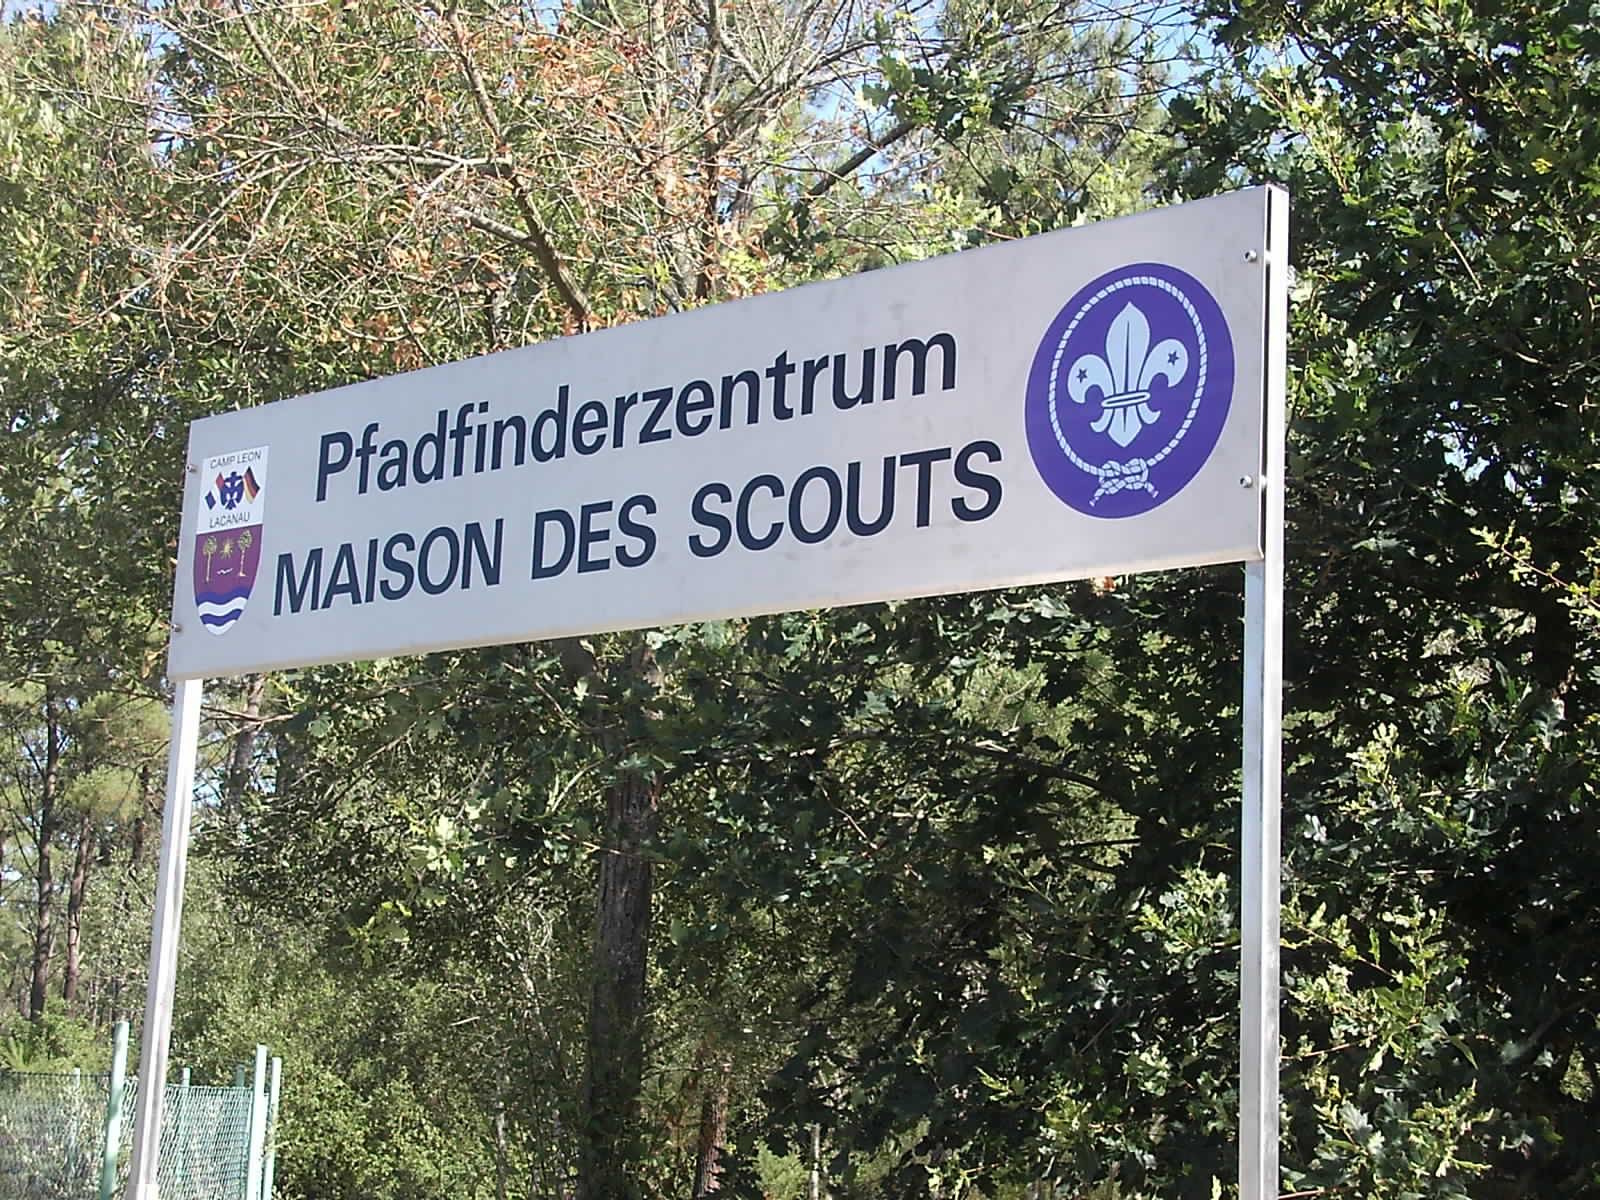 Pfadfinderzentrum
MAISON DES SCOUTS
CAMP LEON
LACANAU